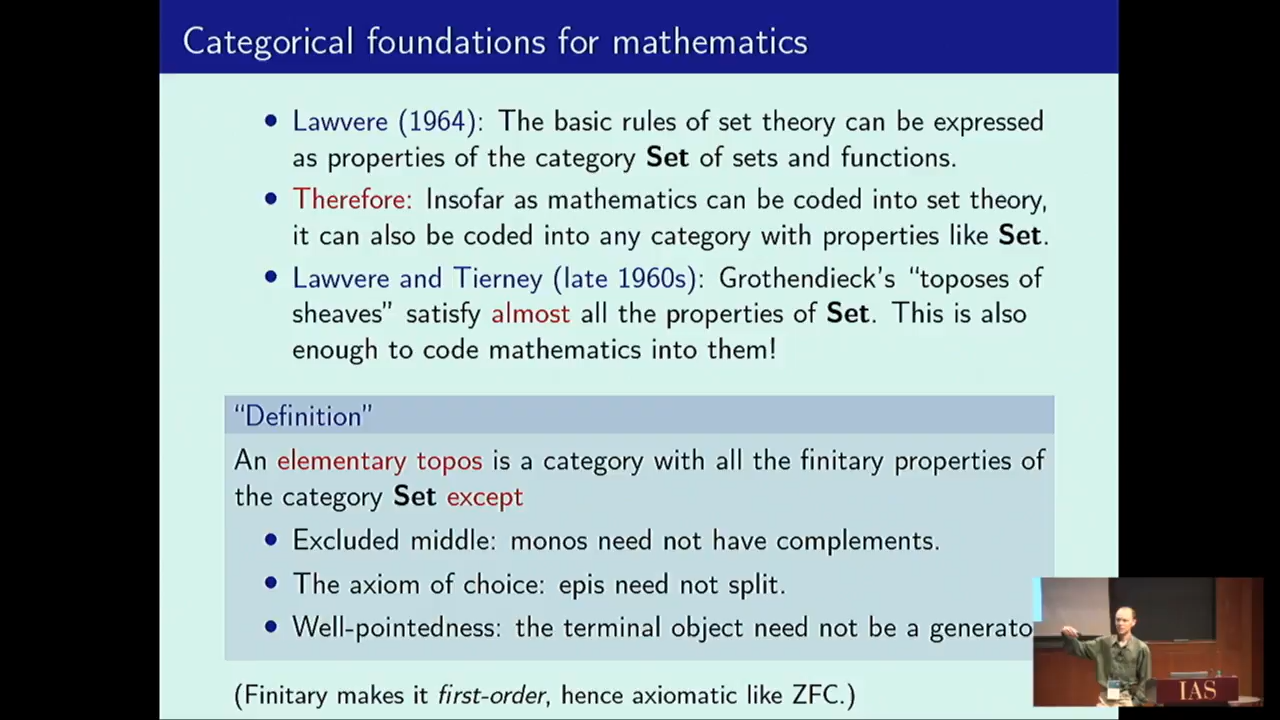 Categorical foundations for mathematics
• Lawvere (1964): The basic rules of set theory can be expressed
as properties of the category Set of sets and functions.
• Therefore: Insofar as mathematics can be coded into set theory,
it can also be coded into any category with properties like Set.
• Lawvere and Tierney (late 1960s): Grothendieck's “toposes of
sheaves” satisfy almost all the properties of Set. This is also
enough to code mathematics into them!
“Definition”
An elementary topos is a category with all the finitary properties of
the category Set except
• Excluded middle: monos need not have complements.
• The axiom of choice: epis need not split.
• Well-pointedness: the terminal object need not be a generato
(Finitary makes it first-order, hence axiomatic like ZFC.)
IAS